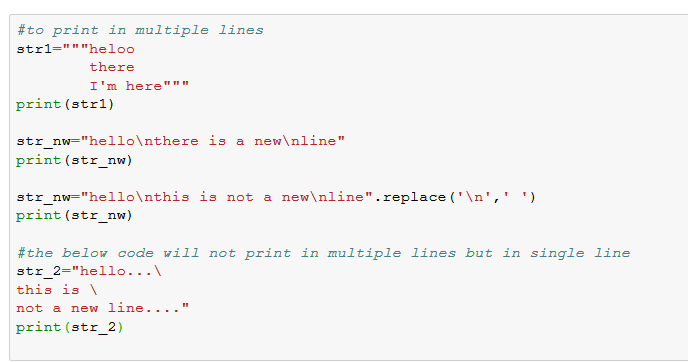 #to print in multiple lines
str1="""heloo
        there
        I'm here"""
print(str1)

str_nw="hello\nthere is a new\nline"
print(str_nw)

str_nw="hello\nthis is not a new\nline".replace('\n',' ')
print(str_nw)

#the below code will not print in multiple lines but in single line
str_2="hello...\
this is \
not a new line...."
print(str_2)